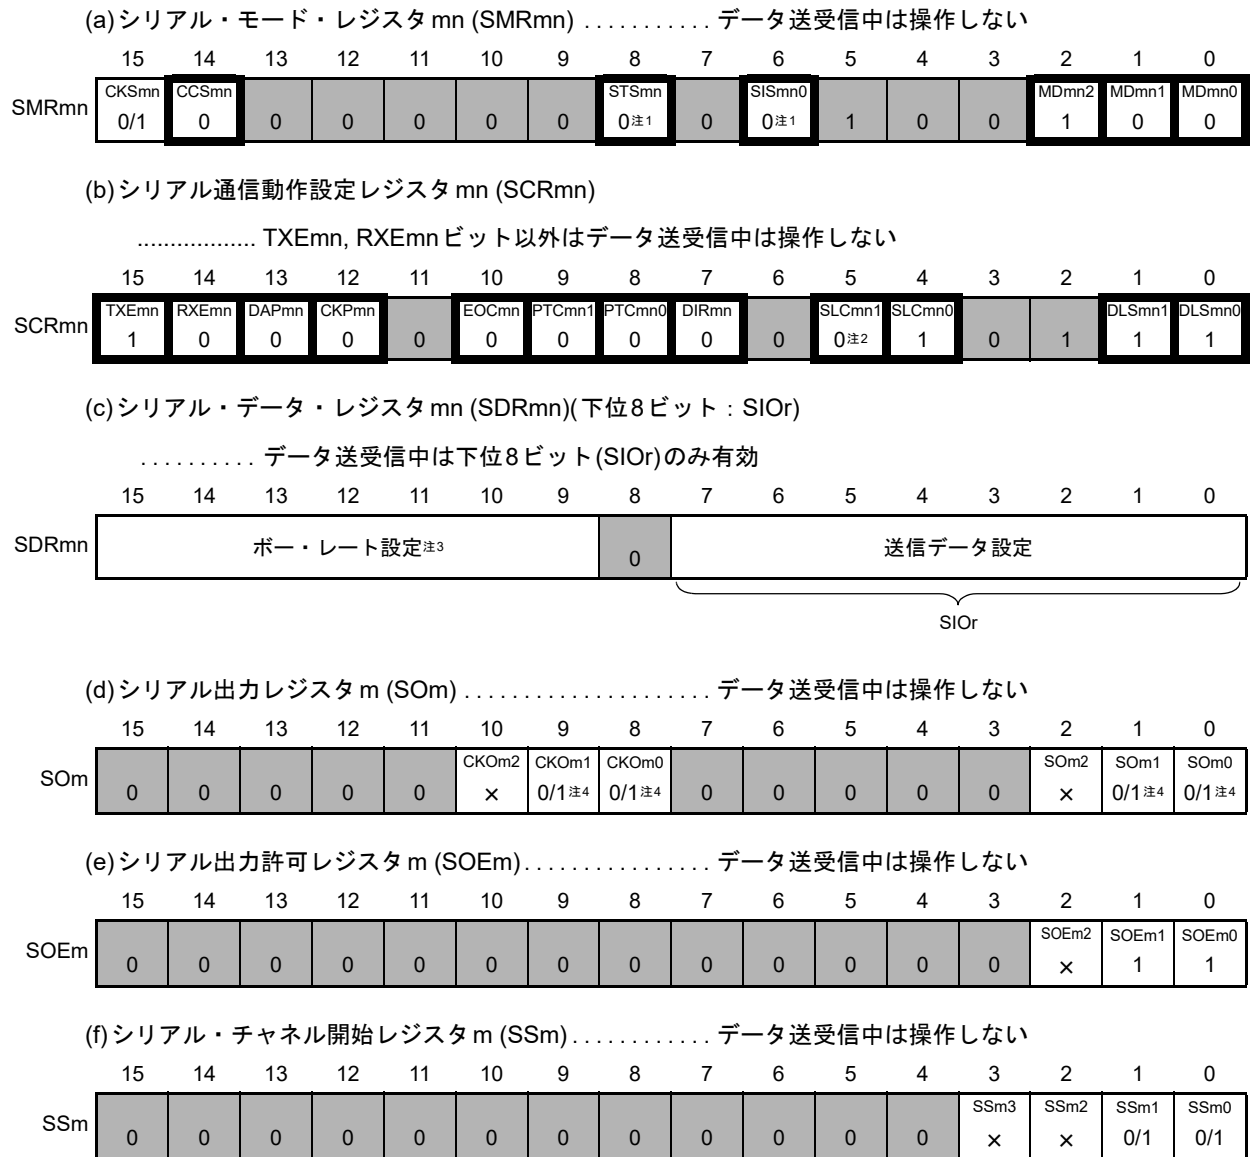 (a)シリアル・モード・レジスタmn (SMRmn) . . . . . . . . . . . データ送受信中は操作しない
15 14 13 12 11 10 9 8 7 6 5 4 3 2 1 0
CKSmn CCSmn STSmn SISmn0 MDmn2 MDmn1 MDmn0
SMRmn 0/1 0 0 0 0 0 0 0注1 0 0注1 1 0 0 1 0 0
(b)シリアル通信動作設定レジスタmn (SCRmn)
.................. TXEmn, RXEmnビット以外はデータ送受信中は操作しない
15 14 13 12 11 10 9 8 7 6 5 4 3 2 1 0
TXEmn RXEmn DAPmn CKPmn EOCmn PTCmn1 PTCmn0 DIRmn SLCmn1 SLCmn0 DLSmn1 DLSmn0
SCRmn 1 0 0 0 0 0 0 0 0 0 0注2 1 0 1 1 1
(c)シリアル・データ・レジスタmn (SDRmn)(下位8ビット：SIOr)
. . . . . . . . . . データ送受信中は下位8ビット(SIOr)のみ有効
15 14 13 12 11 10 9 8 7 6 5 4 3 2 1 0
SDRmn ボー・レート設定注3 0 送信データ設定
SIOr
(d)シリアル出力レジスタm (SOm) . . . . . . . . . . . . . . . . . . . . . データ送受信中は操作しない
15 14 13 12 11 10 9 8 7 6 5 4 3 2 1 0
CKOm2 CKOm1 CKOm0 SOm2 SOm1 SOm0
SOm 0 0 0 0 0 × 0/1注4 0/1注4 0 0 0 0 0 × 0/1注4 0/1注4
(e)シリアル出力許可レジスタm (SOEm). . . . . . . . . . . . . . . . データ送受信中は操作しない
15 14 13 12 11 10 9 8 7 6 5 4 3 2 1 0
SOEm2 SOEm1 SOEm0
SOEm 0 0 0 0 0 0 0 0 0 0 0 0 0 × 1 1
(f)シリアル・チャネル開始レジスタm (SSm). . . . . . . . . . . . データ送受信中は操作しない
15 14 13 12 11 10 9 8 7 6 5 4 3 2 1 0
SSm3 SSm2 SSm1 SSm0
SSm 0 0 0 0 0 0 0 0 0 0 0 0 × × 0/1 0/1